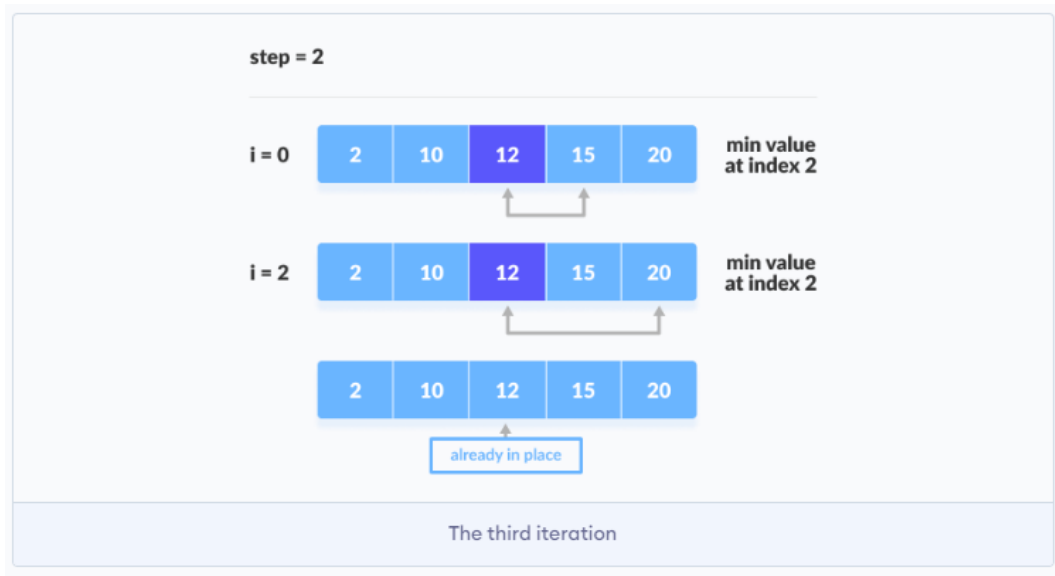 step = 2
i = 0 2 10 12 15 20 min value
at index 2
i = 2 2 10 12 15 20 min value
at index 2
2 10 12 15 20
already in place
The third iteration